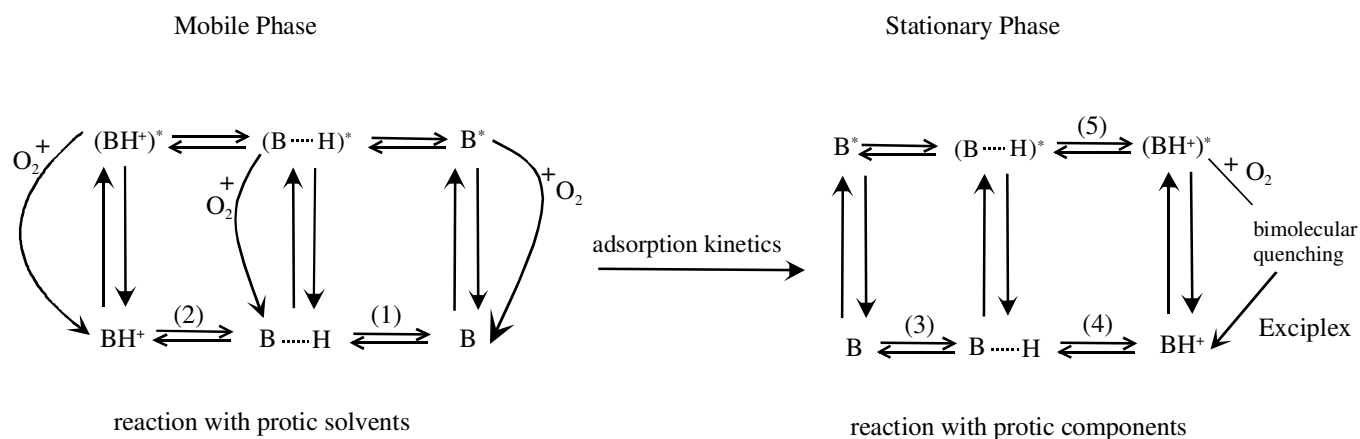 Mobile Phase
Stationary Phase
(BH⁺)* (B ····· H)* B*
B* (B ····· H)* (5) (BH⁺)*
+ O₂
+ O₂
+ O₂
+ O₂
adsorption kinetics
bimolecular
quenching
BH⁺ (2) B ······ H (1) B
B (3) B ····· H (4) BH⁺
Exciplex
reaction with protic solvents
reaction with protic components